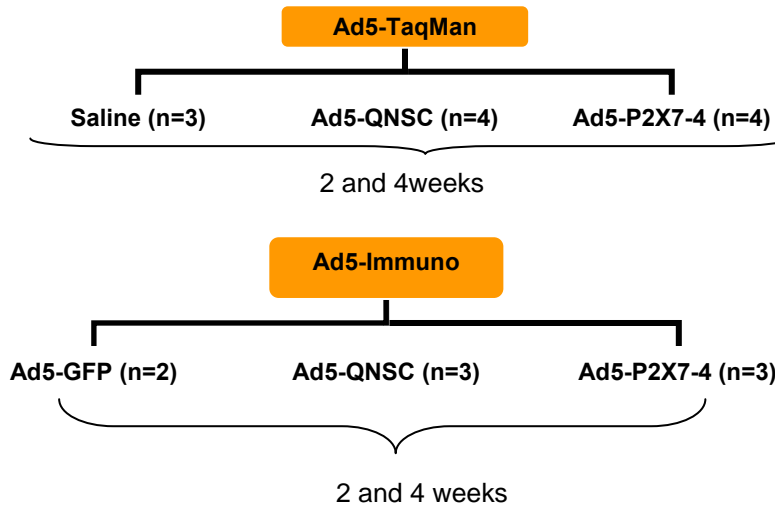 Ad5-TaqMan
Saline (n=3) Ad5-QNSC (n=4) Ad5-P2X7-4 (n=4)
2 and 4weeks
Ad5-Immuno
Ad5-GFP (n=2) Ad5-QNSC (n=3) Ad5-P2X7-4 (n=3)
2 and 4 weeks